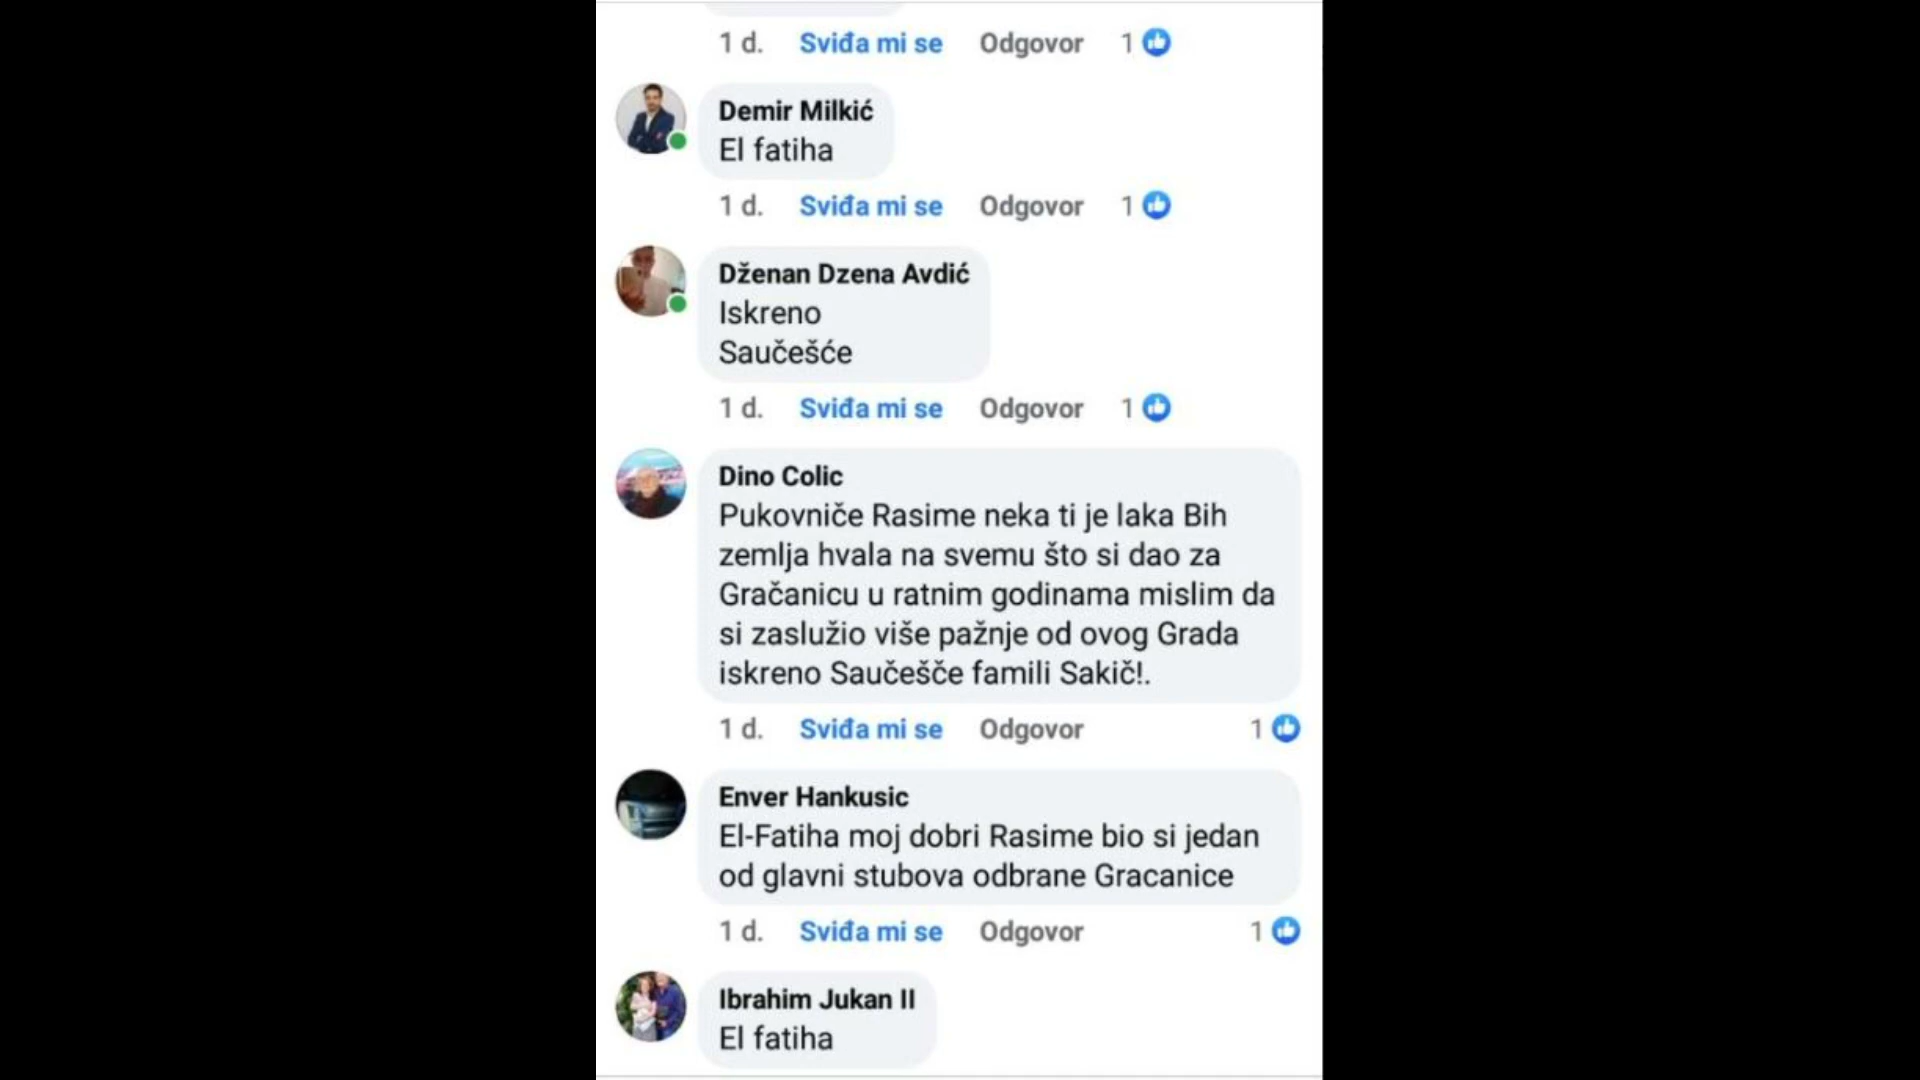 1 d. Sviđa mi se Odgovor 1
Demir Milkić
El fatiha
1 d. Sviđa mi se Odgovor 1
Dženan Dzena Avdić
Iskreno
Saučešće
1 d. Sviđa mi se Odgovor 1
Dino Colic
Pukovniče Rasime neka ti je laka Bih
zemlja hvala na svemu što si dao za
Gračanicu u ratnim godinama mislim da
si zaslužio više pažnje od ovog Grada
iskreno Saučešče famili Sakič!.
1 d. Sviđa mi se Odgovor 1
Enver Hankusic
El-Fatiha moj dobri Rasime bio si jedan
od glavni stubova odbrane Gracanice
1 d. Sviđa mi se Odgovor 1
Ibrahim Jukan II
El fatiha